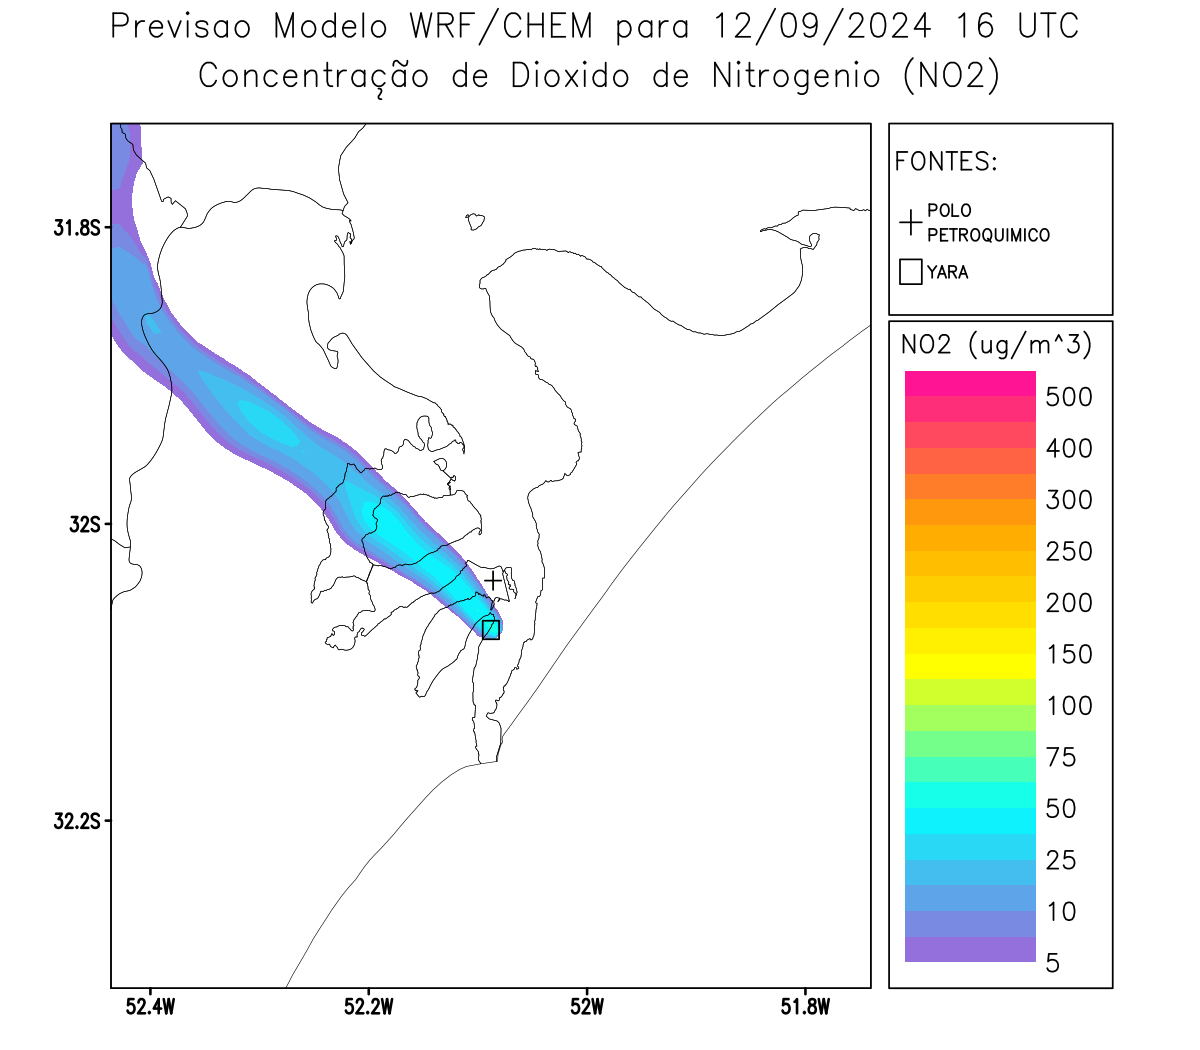 Previsao Modelo WRF/CHEM para 12/09/2024 16 UTC
Concentração de Dioxido de Nitrogenio (NO2)
FONTES:
POLO
PETROQUIMICO
YARA
NO2 (ug/m^3)
500
400
300
250
200
150
100
75
50
25
10
5
31.8S
32S
32.2S
52.4W
52.2W
52W
51.8W